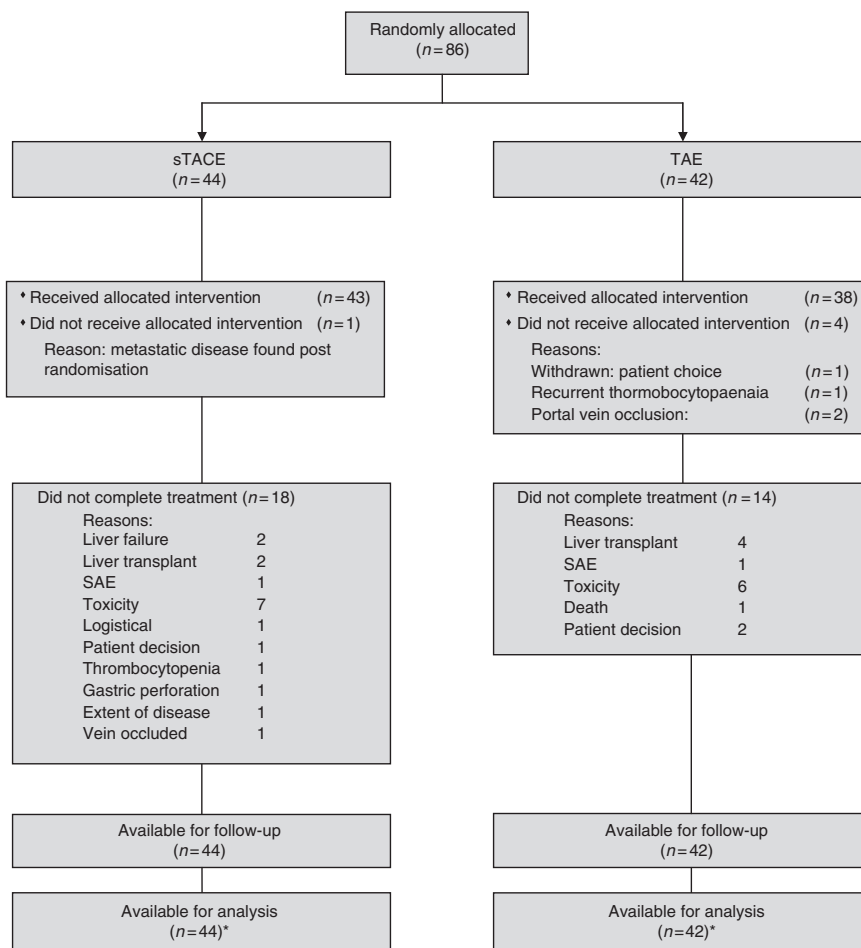 Randomly allocated
(n=86)
sTACE
(n=44)
TAE
(n=42)
♦ Received allocated intervention (n=43)
♦ Did not receive allocated intervention (n=1)
Reason: metastatic disease found post
randomisation
♦ Received allocated intervention (n=38)
♦ Did not receive allocated intervention (n=4)
Reasons:
Withdrawn: patient choice (n=1)
Recurrent thormobocytopaenaia (n=1)
Portal vein occlusion: (n=2)
Did not complete treatment (n=18)
Reasons:
Liver failure 2
Liver transplant 2
SAE 1
Toxicity 7
Logistical 1
Patient decision 1
Thrombocytopenia 1
Gastric perforation 1
Extent of disease 1
Vein occluded 1
Did not complete treatment (n=14)
Reasons:
Liver transplant 4
SAE 1
Toxicity 6
Death 1
Patient decision 2
Available for follow-up
(n=44)
Available for follow-up
(n=42)
Available for analysis
(n=44)*
Available for analysis
(n=42)*